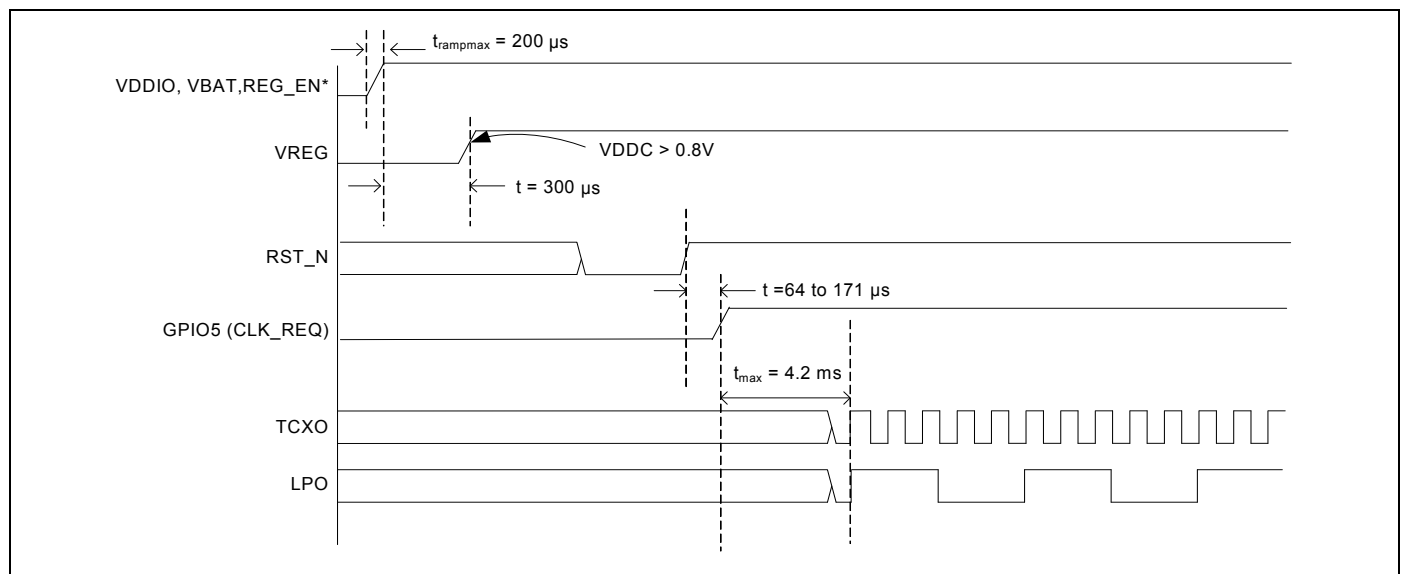 t_rampmax = 200 µs
VDDIO, VBAT,REG_EN*
VREG
VDDC > 0.8V
t = 300 µs
RST_N
t =64 to 171 µs
GPIO5 (CLK_REQ)
t_max = 4.2 ms
TCXO
LPO